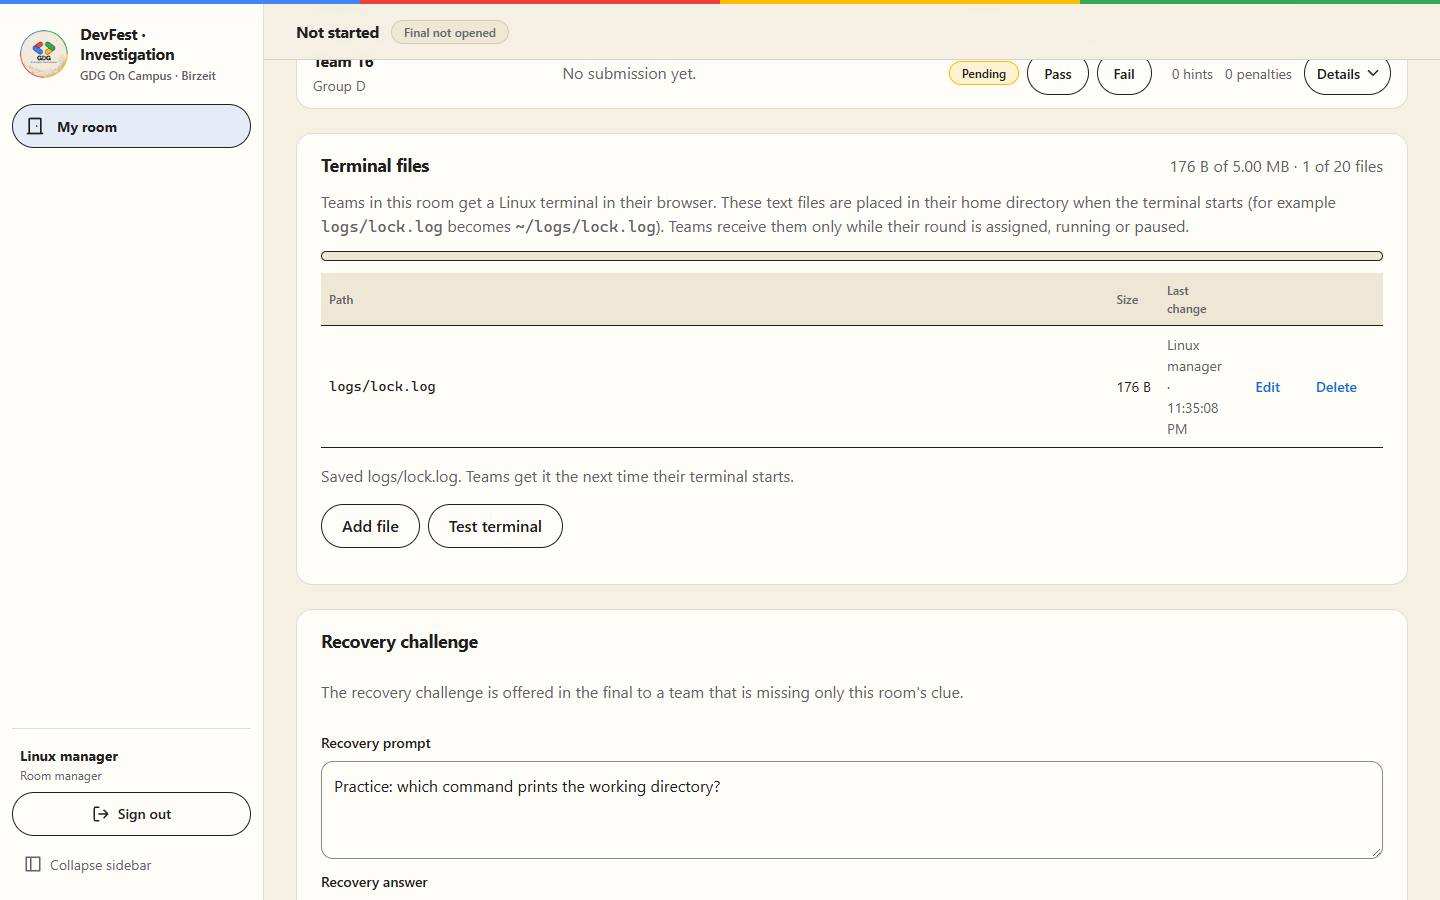 DevFest ·
Investigation
GDG On Campus · Birzeit
My room
Linux manager
Room manager
Sign out
Collapse sidebar
Not started
Final not opened
Team 16
Group D
No submission yet.
Pending
Pass
Fail
0 hints
0 penalties
Details
Terminal files
176 B of 5.00 MB · 1 of 20 files
Teams in this room get a Linux terminal in their browser. These text files are placed in their home directory when the terminal starts (for example
logs/lock.log becomes ~/logs/lock.log). Teams receive them only while their round is assigned, running or paused.
Path
Size
Last
change
logs/lock.log
176 B
Linux
manager
·
11:35:08
PM
Edit
Delete
Saved logs/lock.log. Teams get it the next time their terminal starts.
Add file
Test terminal
Recovery challenge
The recovery challenge is offered in the final to a team that is missing only this room's clue.
Recovery prompt
Practice: which command prints the working directory?
Recovery answer